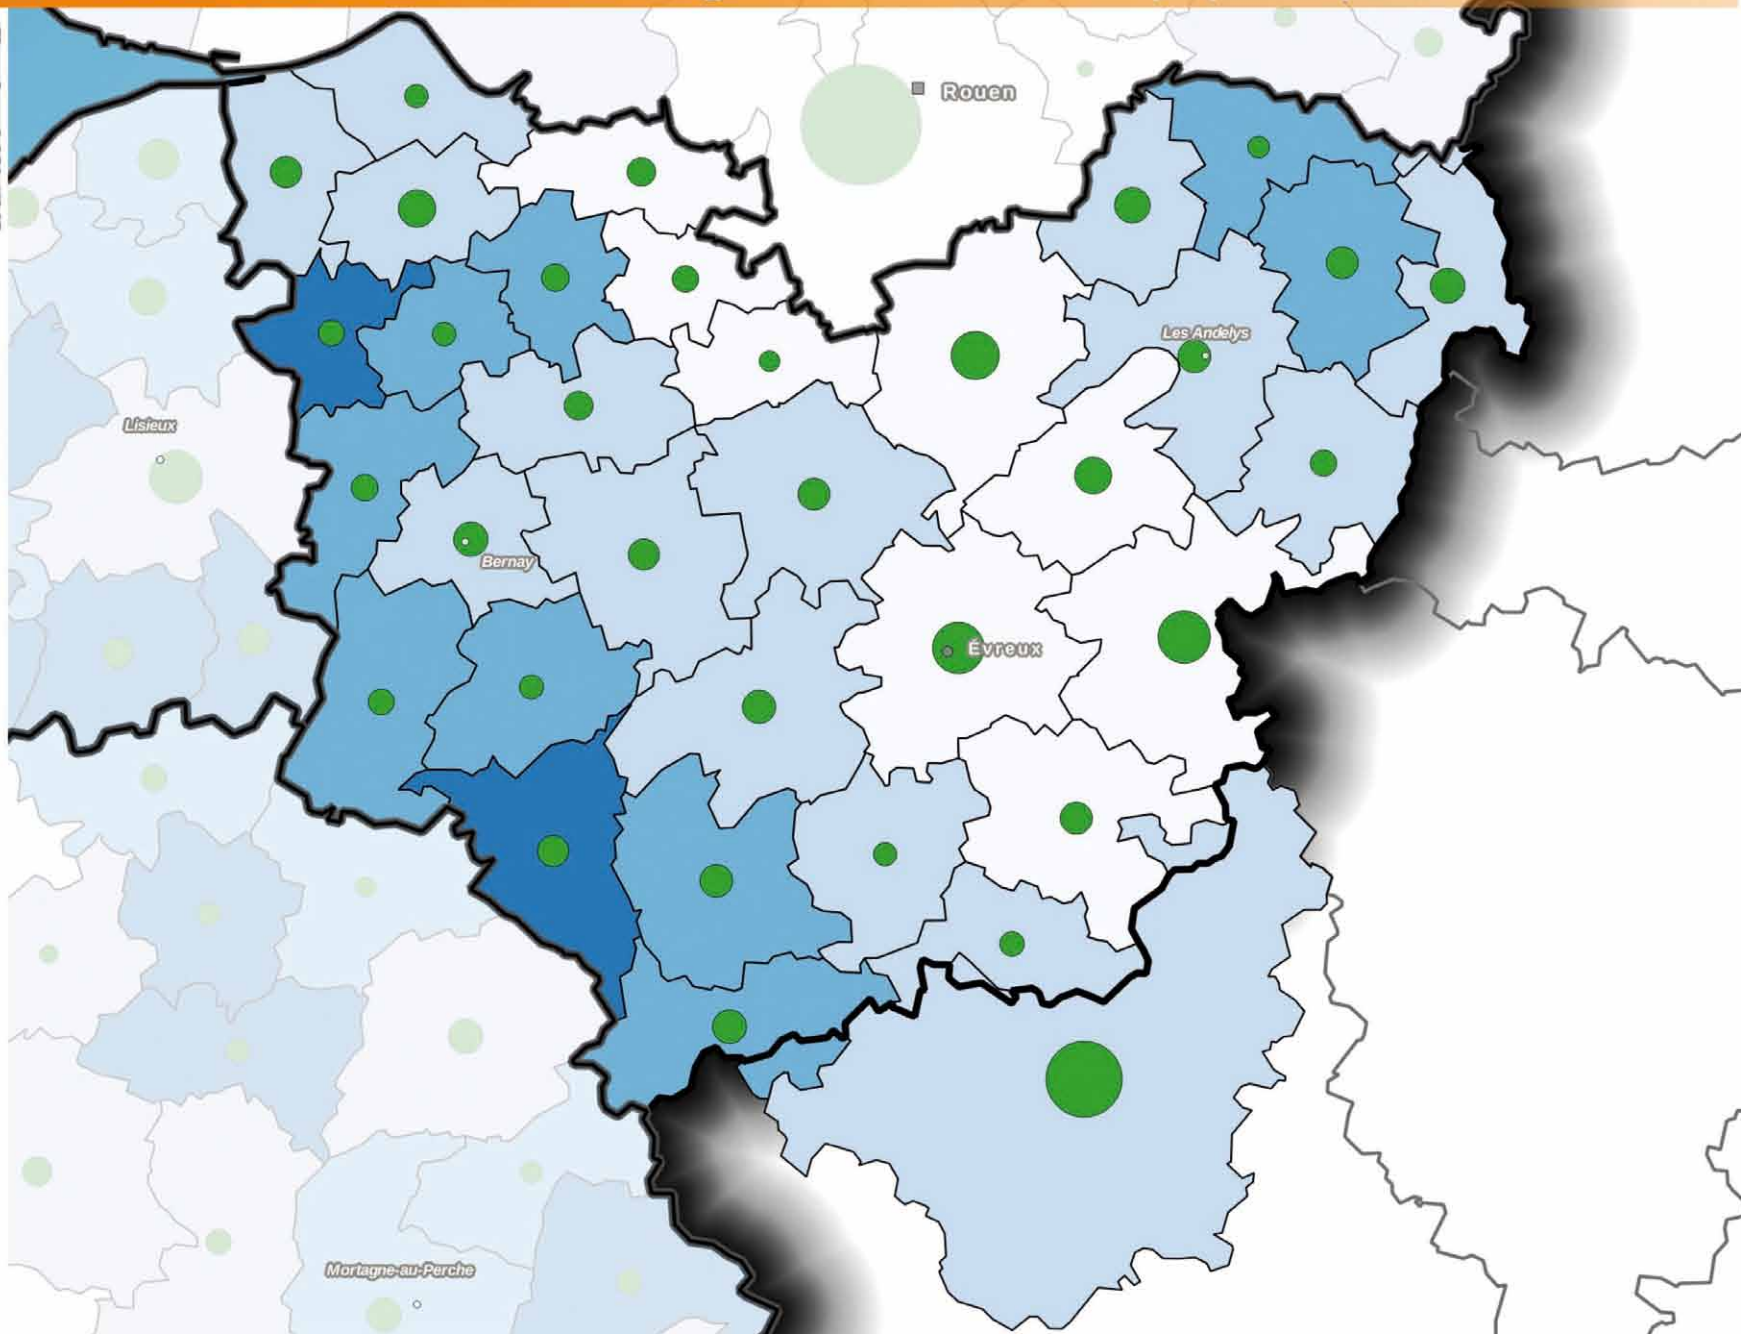 Rouen
Les Andelys
Lisieux
Bernay
Évreux
Mortagne-au-Perche